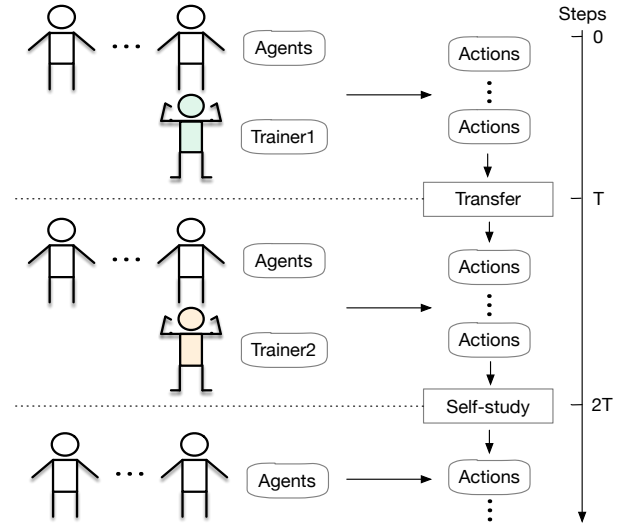 Steps
0
Agents
Actions
Trainer1
Actions
Transfer
T
Agents
Actions
Trainer2
Actions
Self-study
2T
Agents
Actions